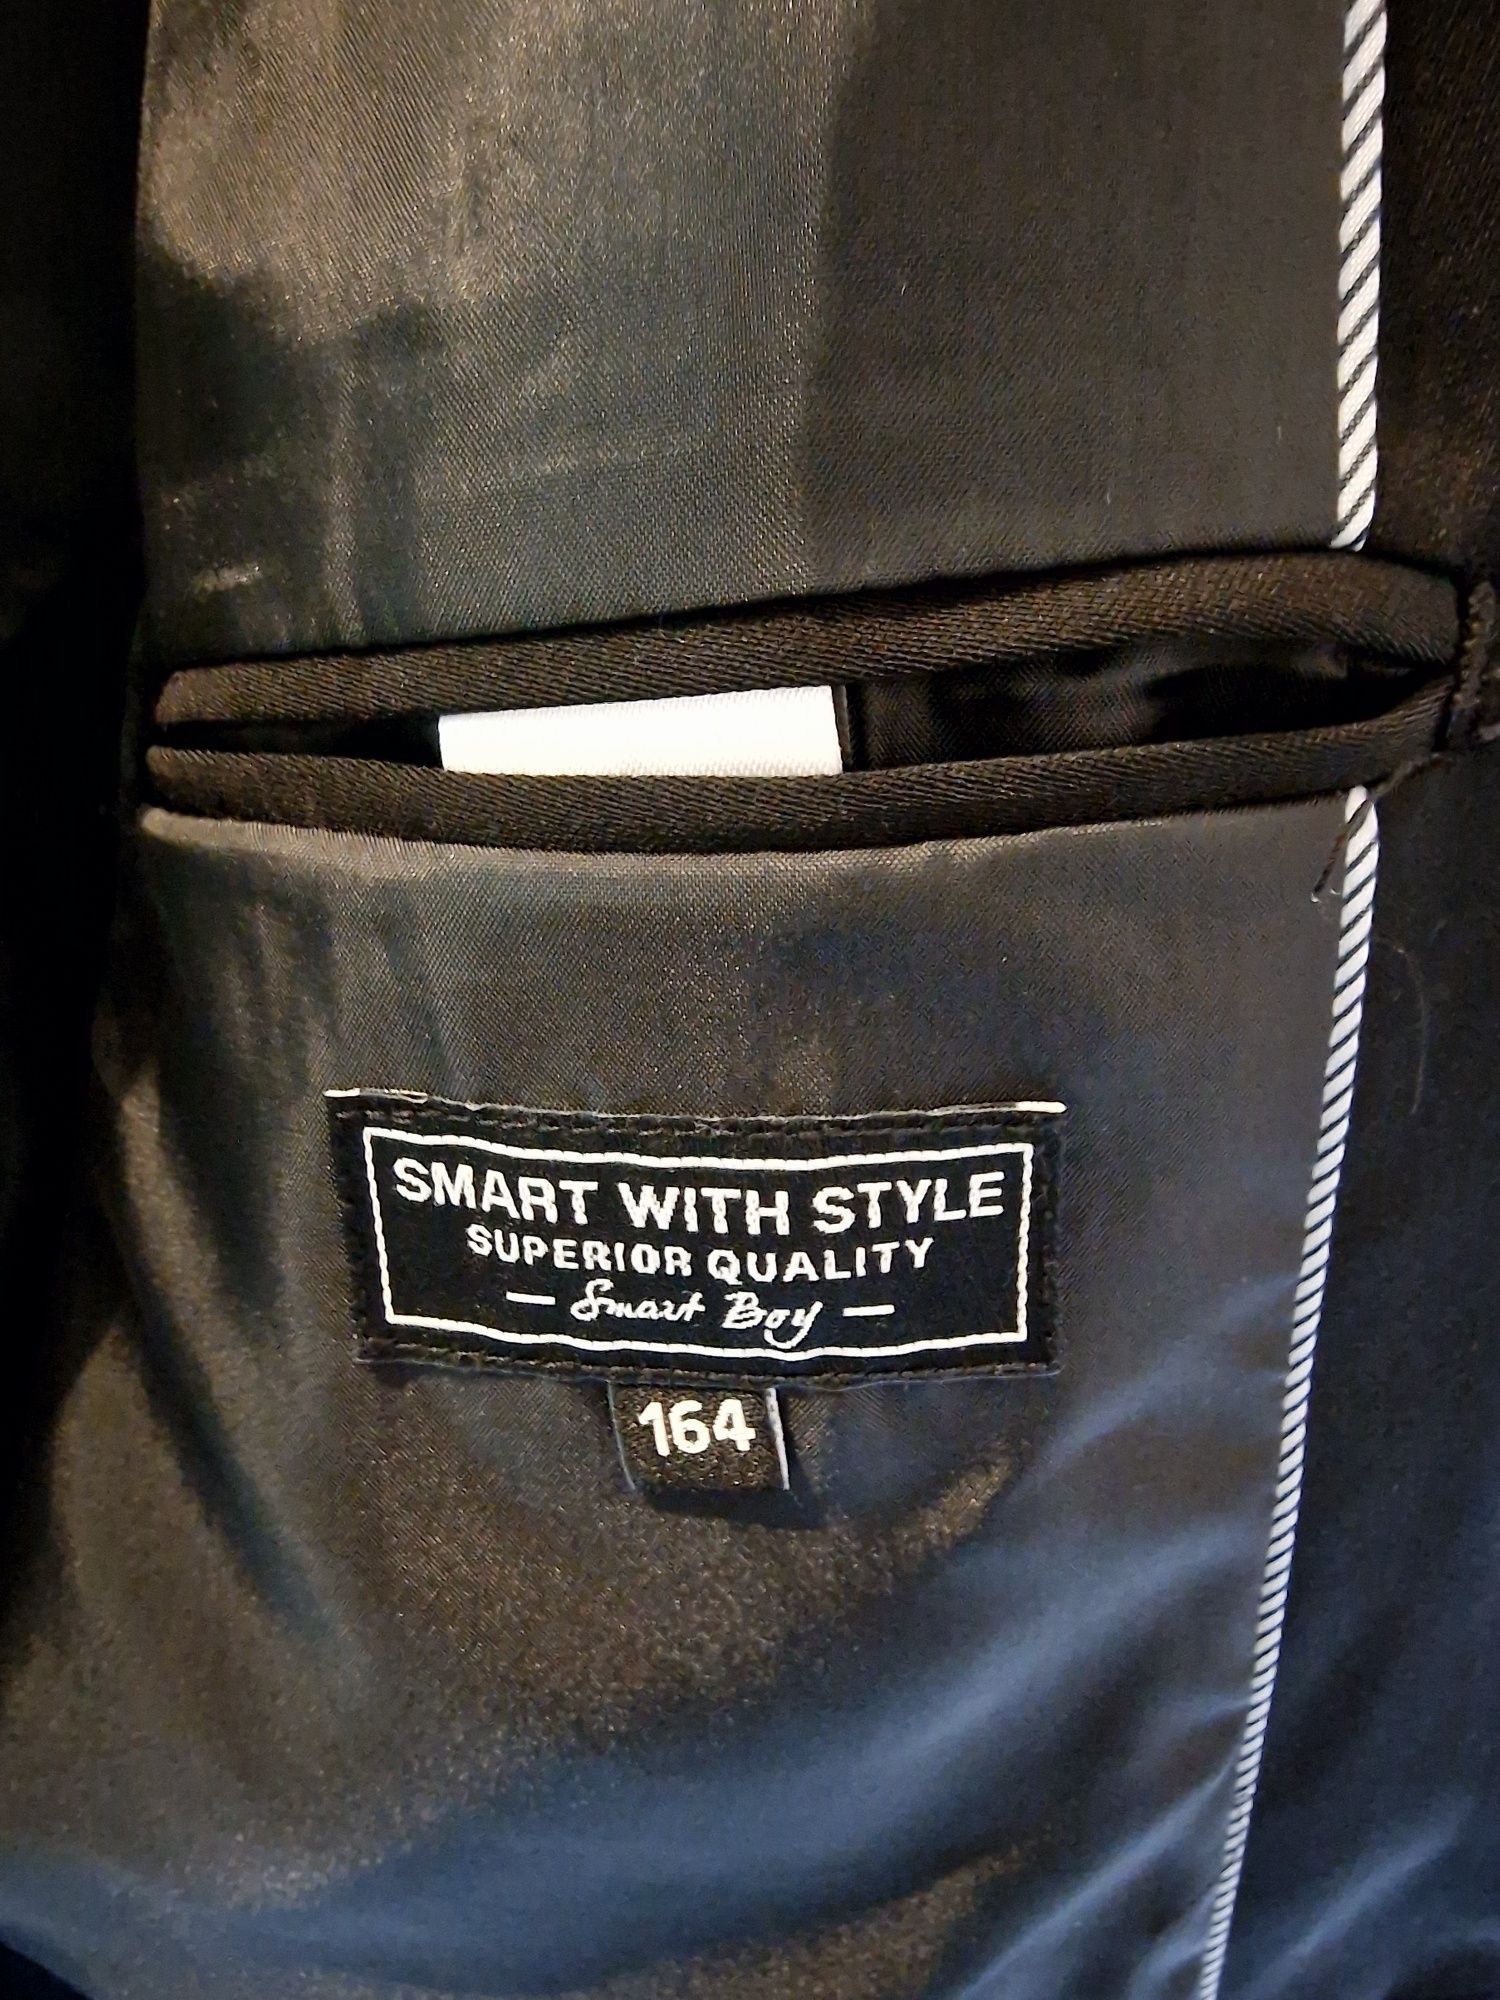 SMART WITH STYLE
SUPERIOR QUALITY
— Smart Boy —
164